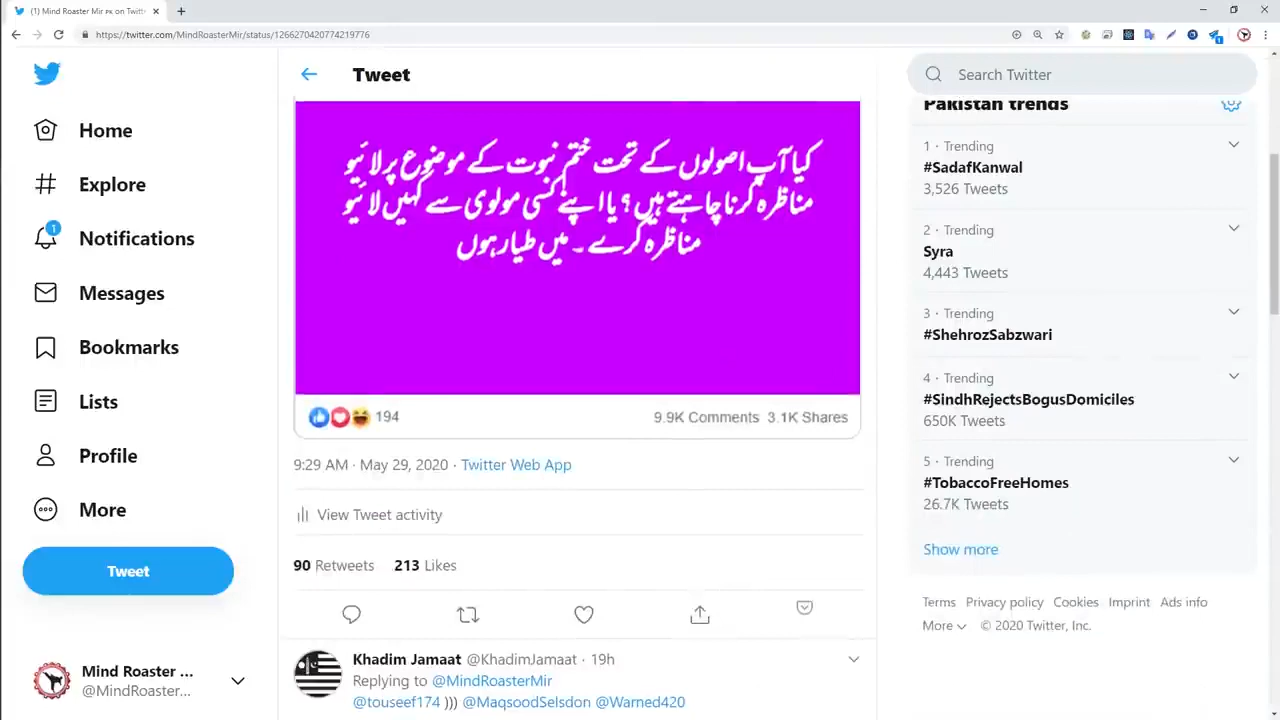 (1) Mind Roaster Mir PK on Twitt
https://twitter.com/MindRoasterMir/status/1266270420774219776
Home
Explore
1
Notifications
Messages
Bookmarks
Lists
Profile
More
Tweet
Mind Roaster ...
@MindRoaster...
Tweet
کیا آپ اصولوں کے تحت ختم نبوت کے موضوع پر لائیو
مناظرہ کرنا چاہتے ہیں؟ یا اپنے کسی مولوی سے کہیں لائیو
مناظرہ کرے ۔ میں طیار ہوں
194
9.9K Comments 3.1K Shares
9:29 AM · May 29, 2020 · Twitter Web App
View Tweet activity
90 Retweets 213 Likes
Khadim Jamaat @KhadimJamaat · 19h
Replying to @MindRoasterMir
@touseef174 ))) @MaqsoodSelsdon @Warned420
Search Twitter
Pakistan trends
1 · Trending
#SadafKanwal
3,526 Tweets
2 · Trending
Syra
4,443 Tweets
3 · Trending
#ShehrozSabzwari
4 · Trending
#SindhRejectsBogusDomiciles
650K Tweets
5 · Trending
#TobaccoFreeHomes
26.7K Tweets
Show more
Terms Privacy policy Cookies Imprint Ads info
More © 2020 Twitter, Inc.